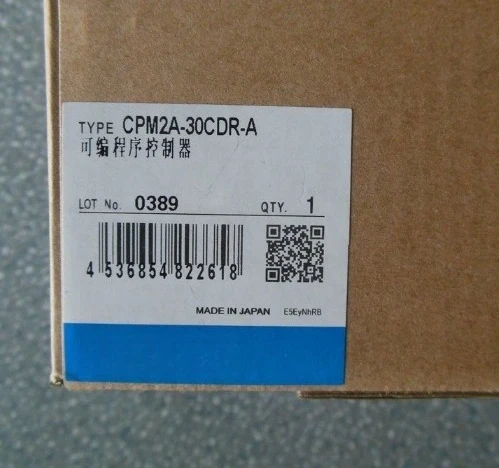 TYPE CPM2A-30CDR-A
可编程序控制器
LOT No. 0389 QTY. 1
4 536854 822618
MADE IN JAPAN E5EyNhRB